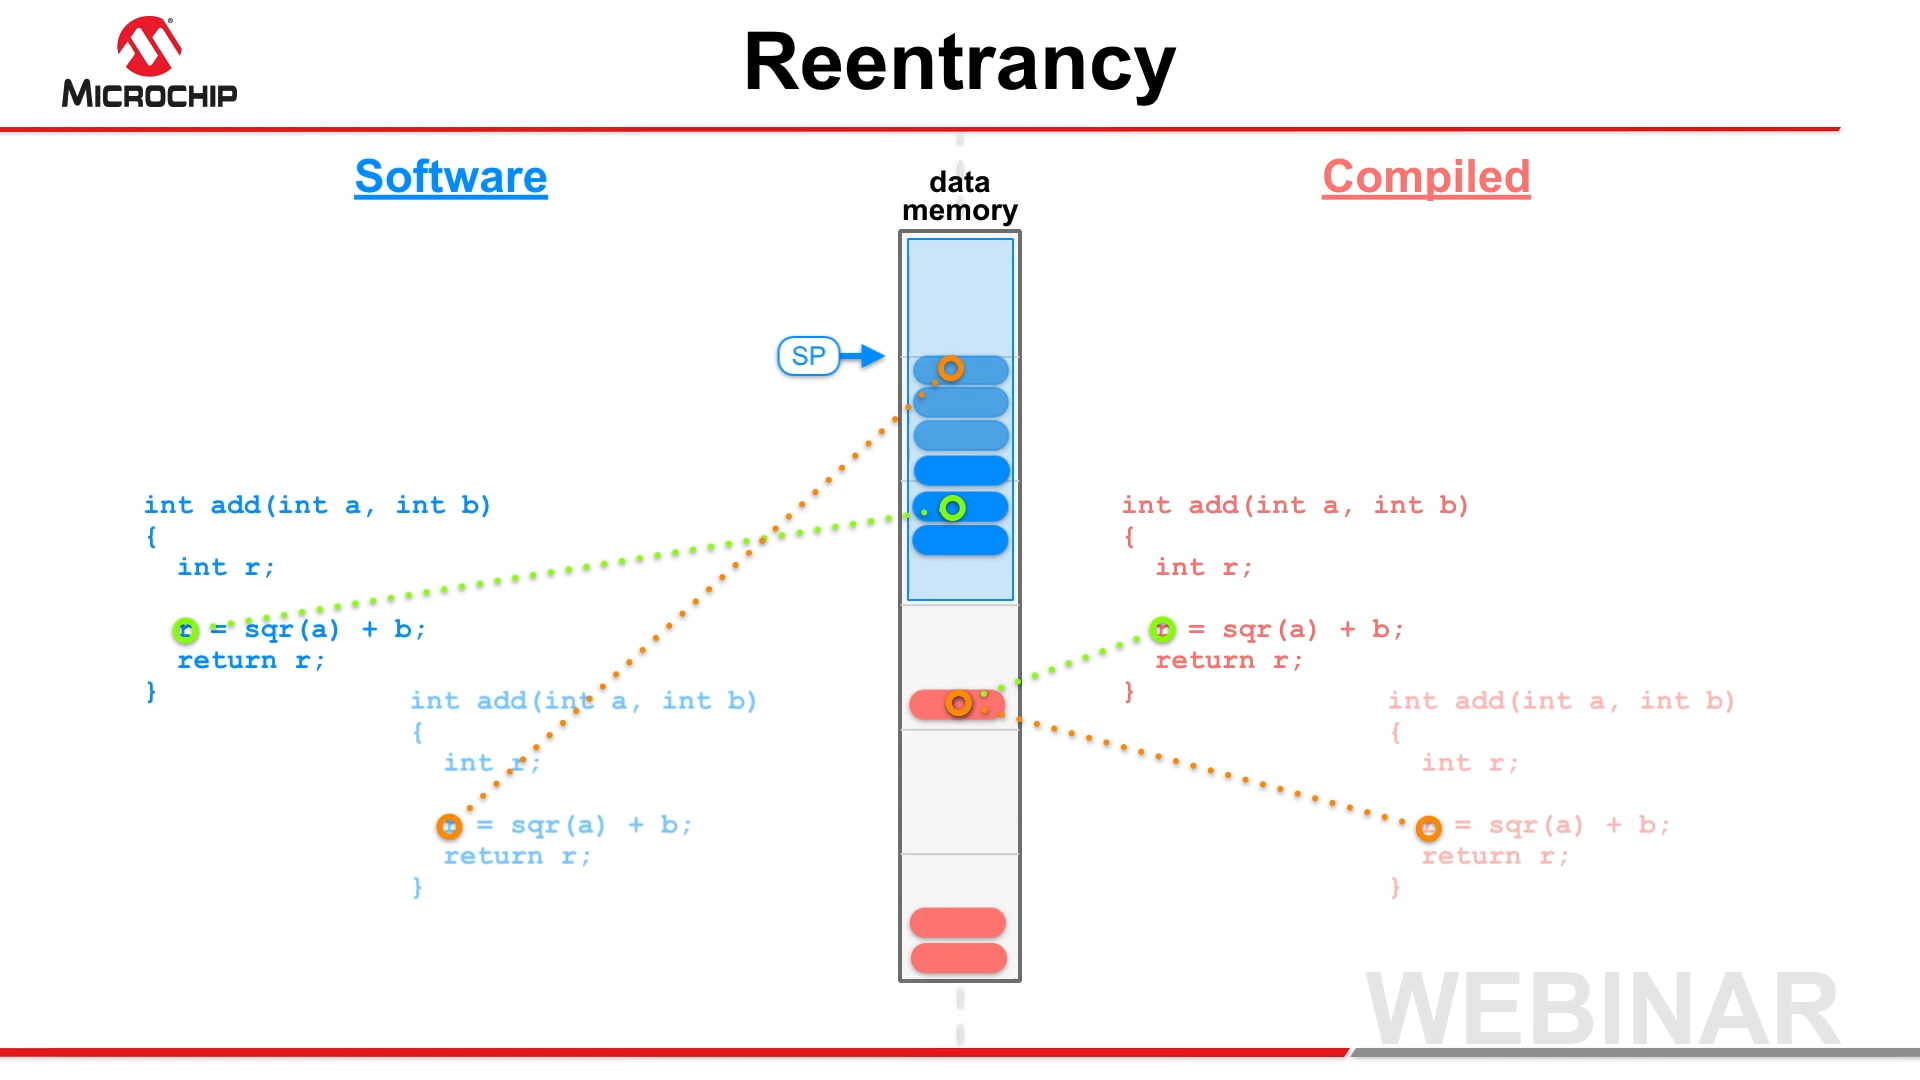 MICROCHIP
Reentrancy
Software
data
memory
Compiled
SP
int add(int a, int b)
{
int r;
r = sqr(a) + b;
return r;
}
int add(int a, int b)
{
int r;
r = sqr(a) + b;
return r;
}
int add(int a, int b)
{
int r;
r = sqr(a) + b;
return r;
}
int add(int a, int b)
{
int r;
r = sqr(a) + b;
return r;
}
WEBINAR